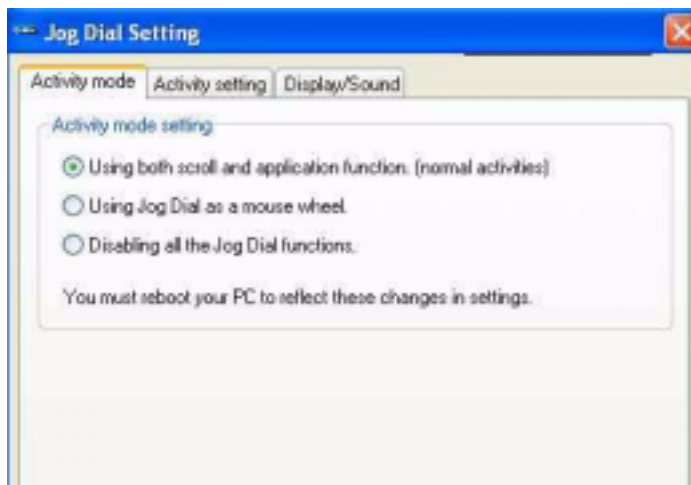 Jog Dial Setting
Activity mode Activity setting Display/Sound
Activity mode setting
Using both scroll and application function. (normal activities)
Using Jog Dial as a mouse wheel.
Disabling all the Jog Dial functions.
You must reboot your PC to reflect these changes in settings.